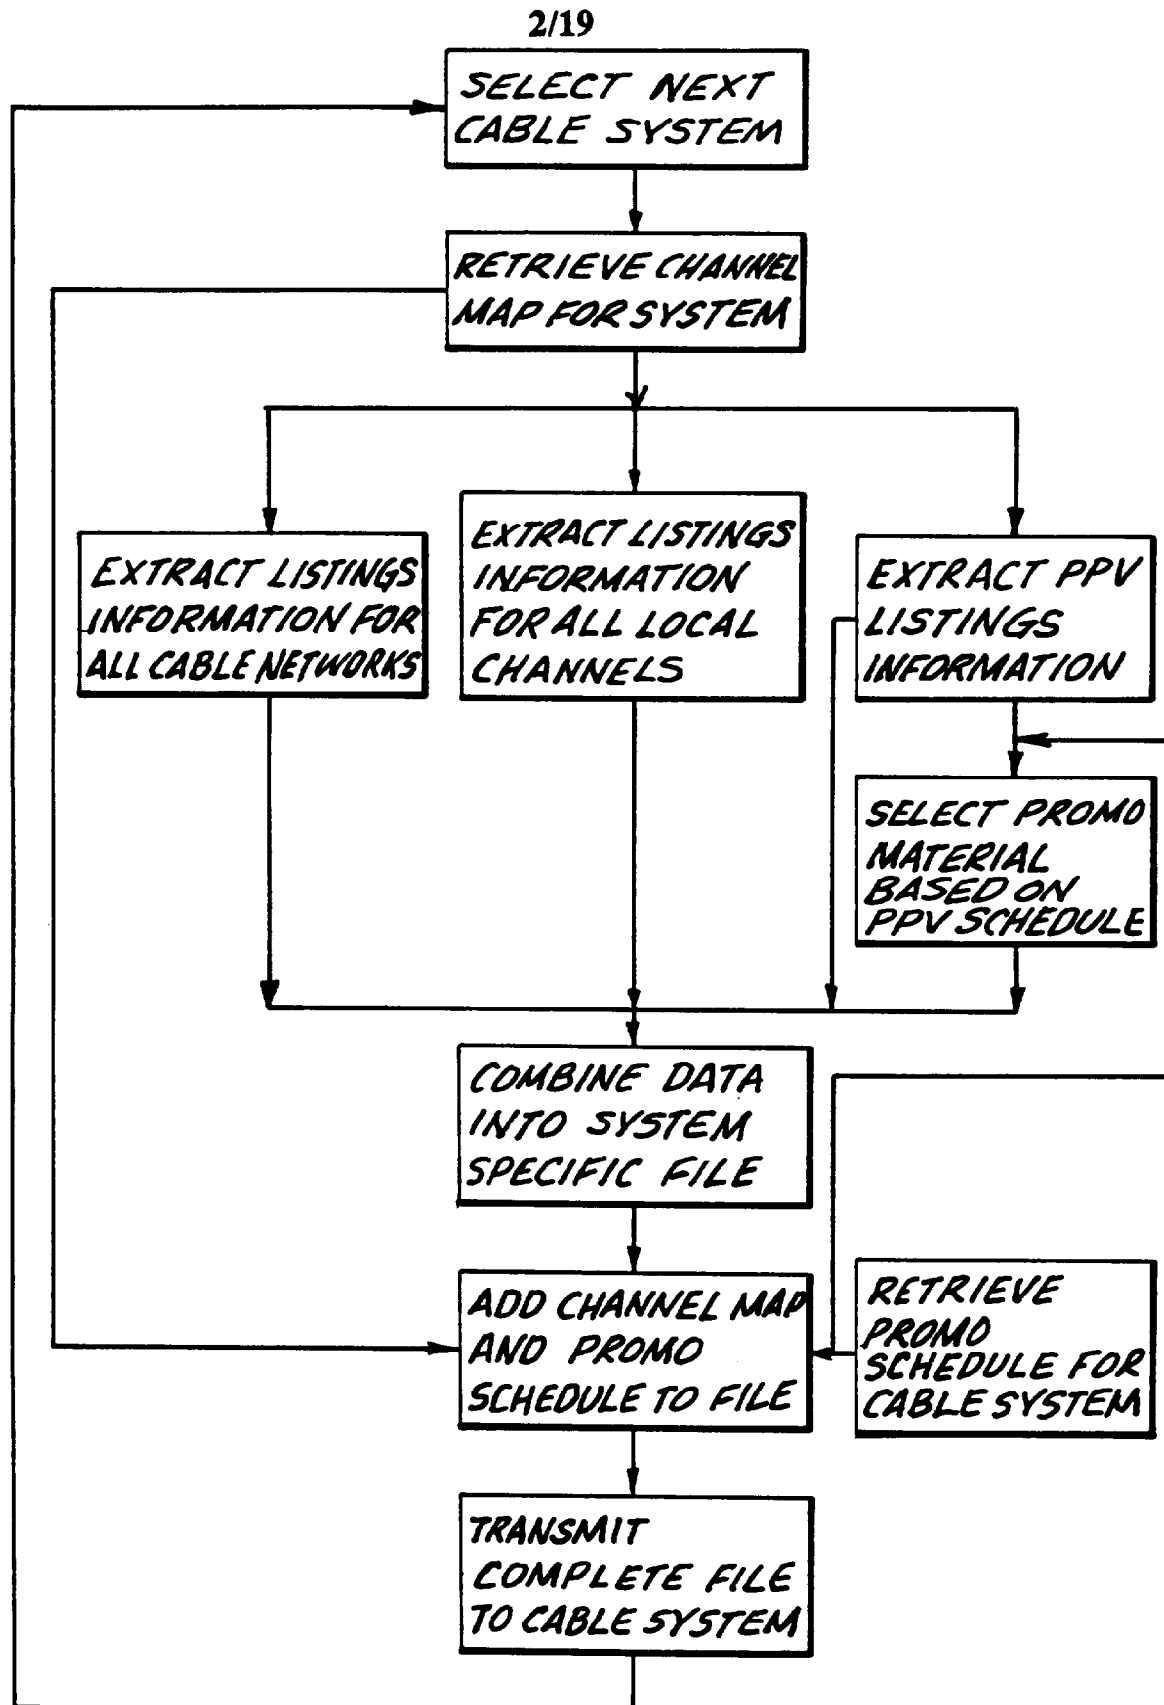 2/19
SELECT NEXT
CABLE SYSTEM
RETRIEVE CHANNEL
MAP FOR SYSTEM
EXTRACT LISTINGS
INFORMATION FOR
ALL CABLE NETWORKS
EXTRACT LISTINGS
INFORMATION
FOR ALL LOCAL
CHANNELS
EXTRACT PPV
LISTINGS
INFORMATION
SELECT PROMO
MATERIAL
BASED ON
PPV SCHEDULE
COMBINE DATA
INTO SYSTEM
SPECIFIC FILE
ADD CHANNEL MAP
AND PROMO
SCHEDULE TO FILE
RETRIEVE
PROMO
SCHEDULE FOR
CABLE SYSTEM
TRANSMIT
COMPLETE FILE
TO CABLE SYSTEM